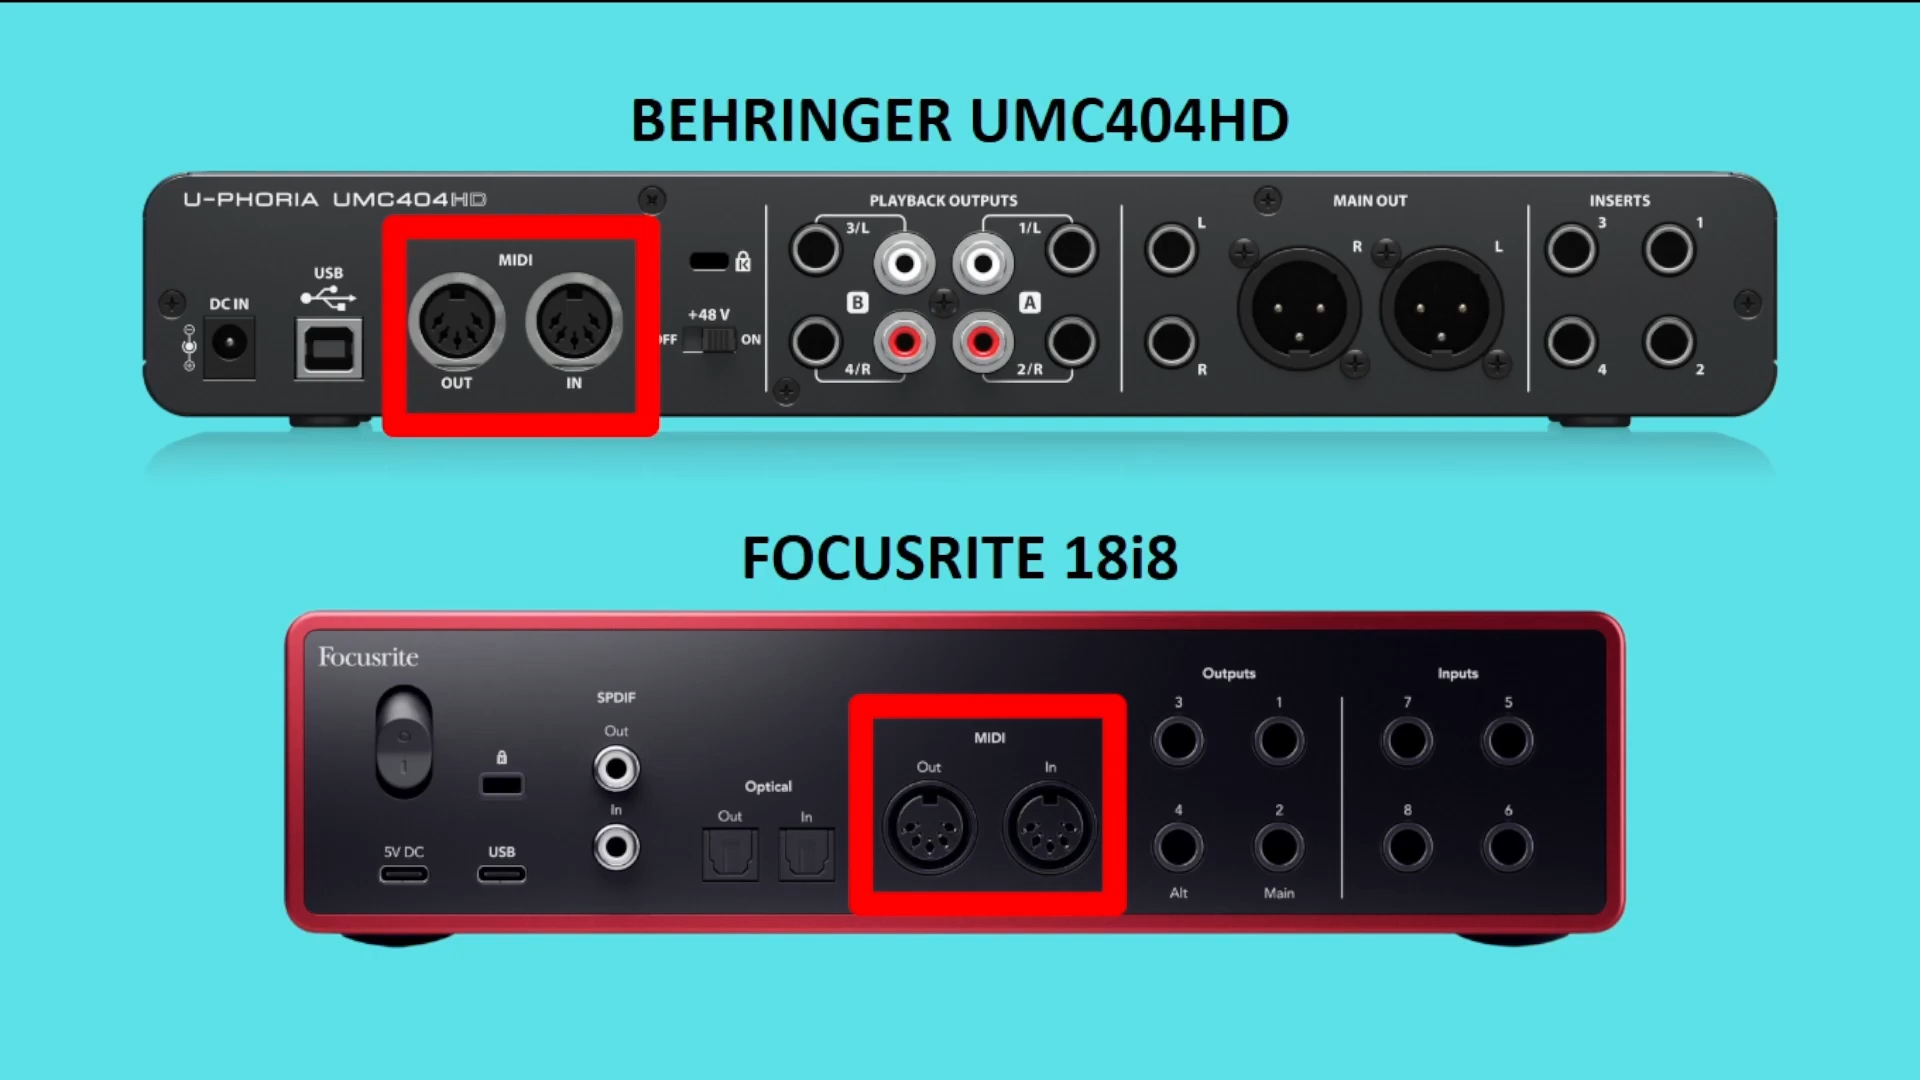 BEHRINGER UMC404HD
U-PHORIA UMC404HD
DC IN
USB
MIDI
OUT
IN
K
+48 V
FF
ON
PLAYBACK OUTPUTS
3/L
1/L
B
A
4/R
2/R
MAIN OUT
L
R
R
L
INSERTS
3
1
4
2
FOCUSRITE 18i8
Focusrite
5V DC
USB
SPDIF
Out
In
Optical
Out
In
MIDI
Out
In
Outputs
3
1
4
2
Alt
Main
Inputs
7
5
8
6